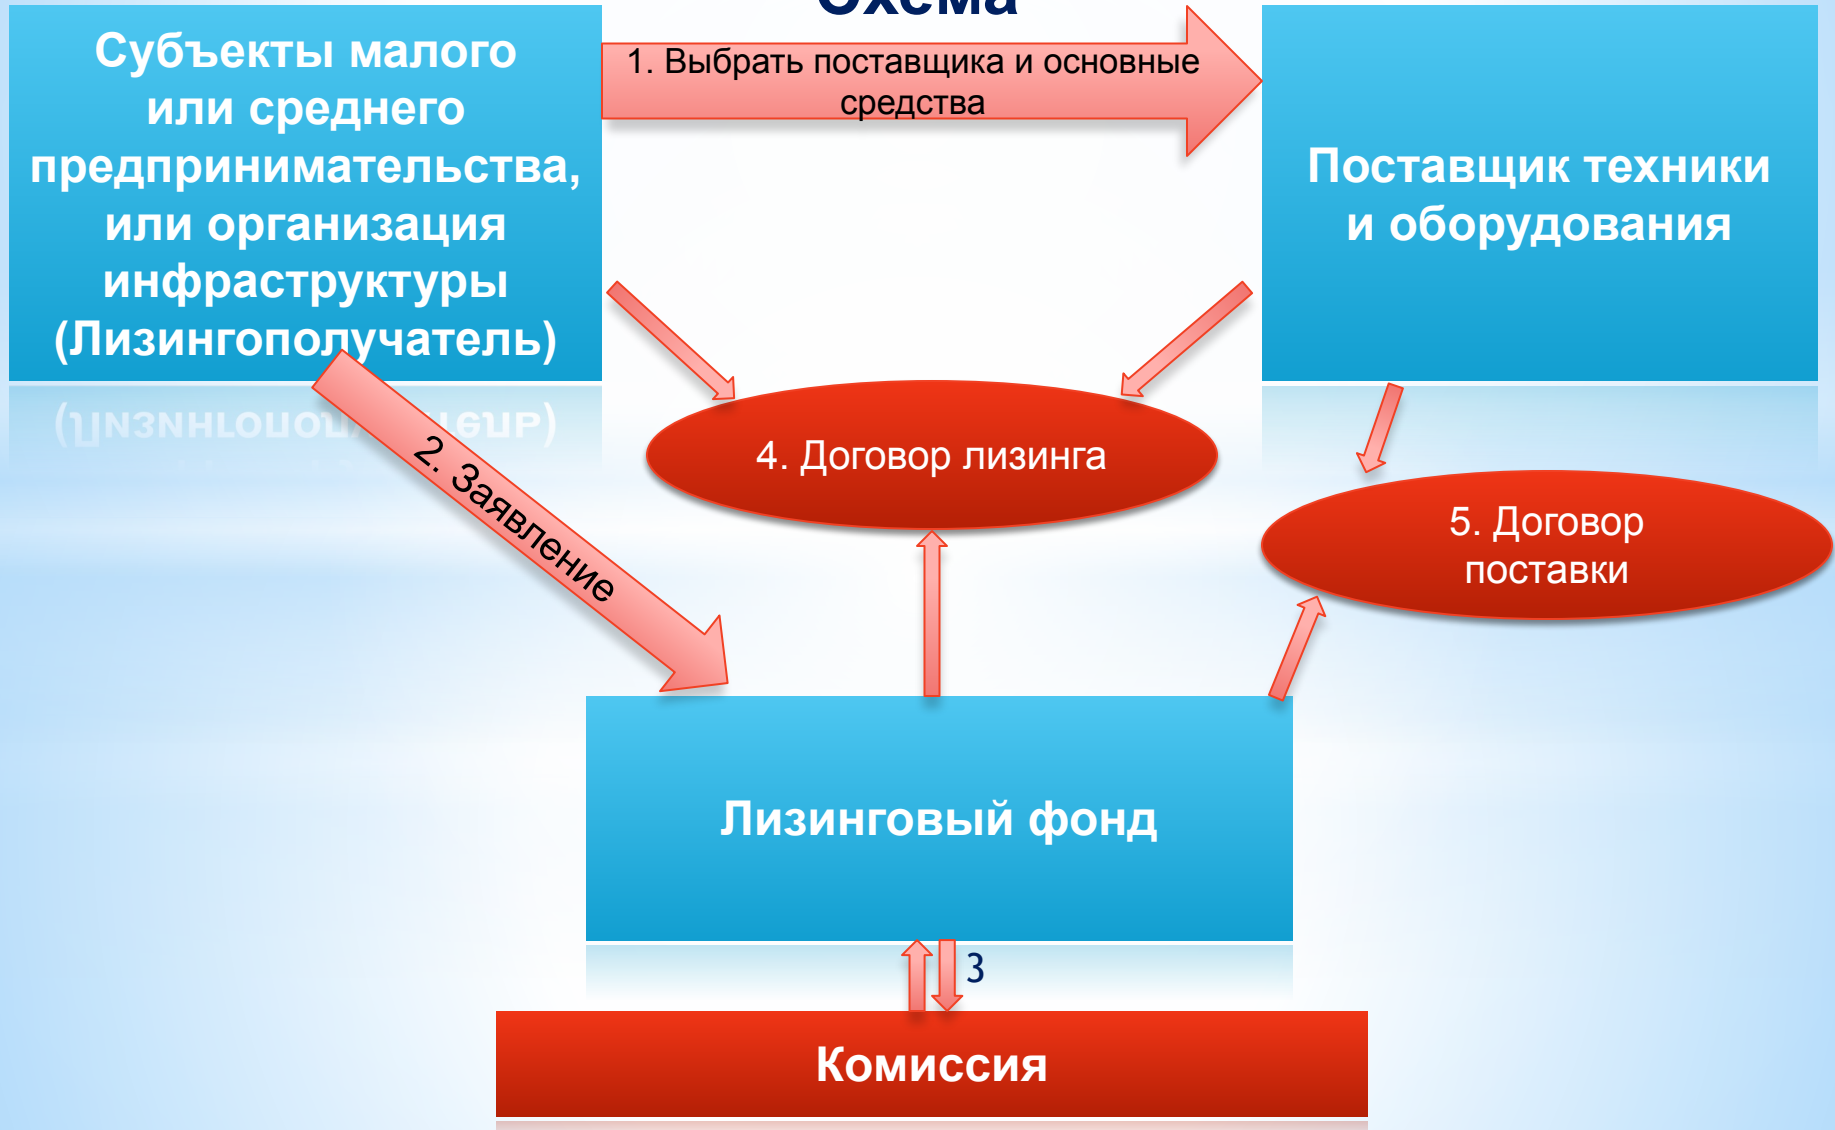 Схема
Субъекты малого
или среднего
предпринимательства,
или организация
инфраструктуры
(Лизингополучатель)
1. Выбрать поставщика и основные
средства
Поставщик техники
и оборудования
2. Заявление
4. Договор лизинга
5. Договор
поставки
Лизинговый фонд
3
Комиссия